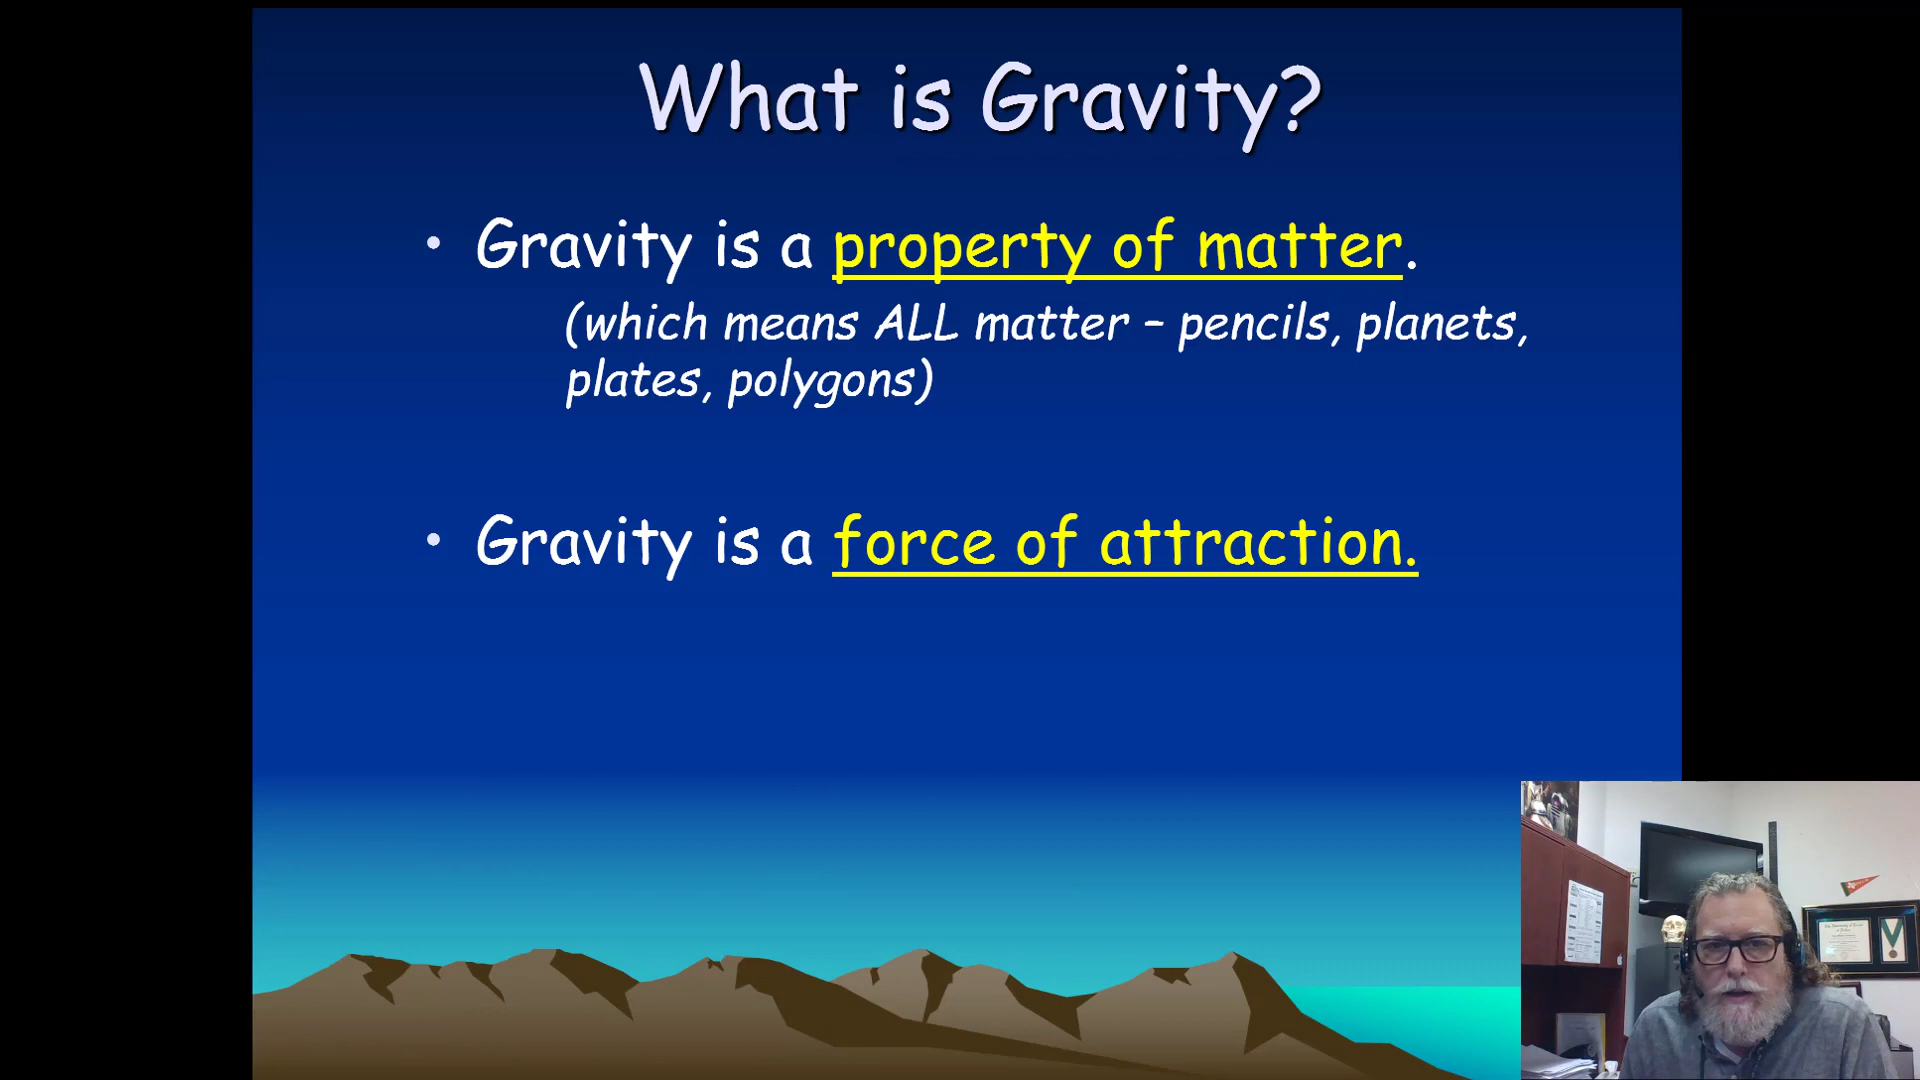 What is Gravity?
• Gravity is a property of matter.
(which means ALL matter – pencils, planets,
plates, polygons)
• Gravity is a force of attraction.